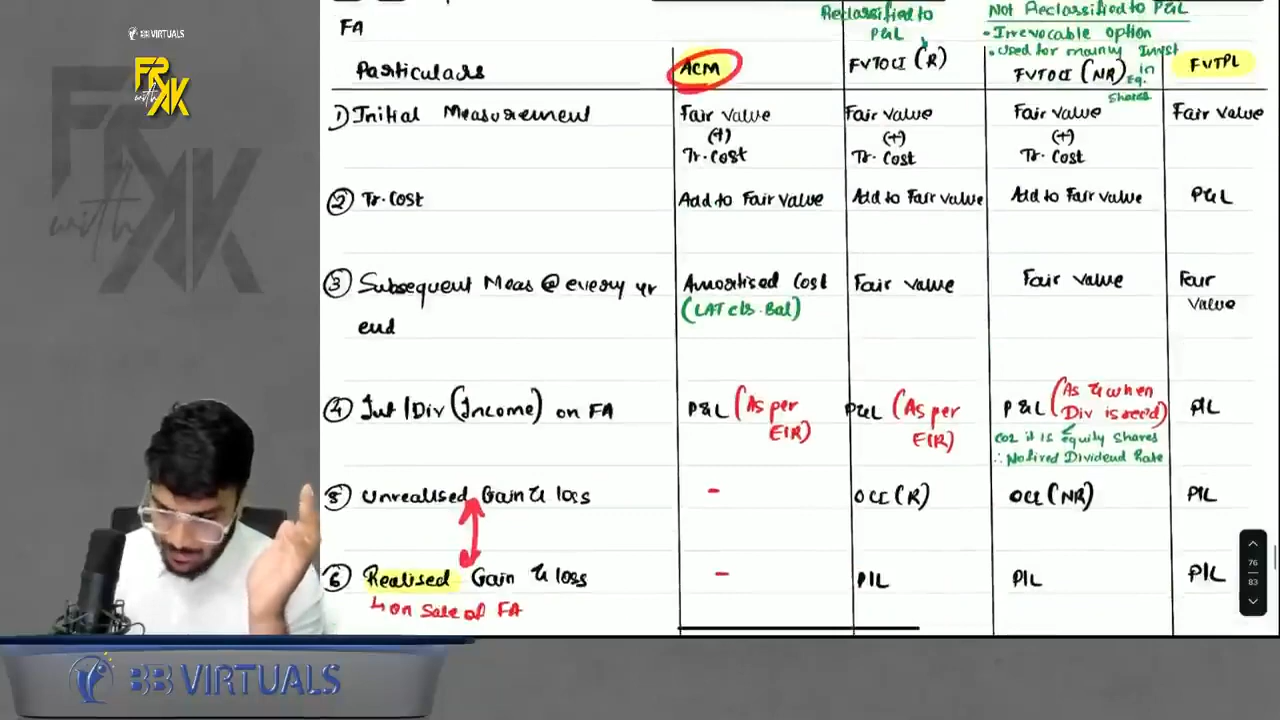 BB VIRTUALS
FR
with
KK
FR
with
KK
FA
Reclassified to
P&L
Not Reclassified to P&L
- Irrevocable option
• Used for mainly Invst
in
Eq.
Shares
Particulars ACM FVTOCI (R) FVTOCI (NR) FVTPL
1) Initial Measurement Fair value Fair value Fair value Fair value
(+) (+) (+)
Tr. Cost Tr. Cost Tr. Cost
② Tr. Cost Add to Fair value Add to Fair value Add to Fair value P&L
③ Subsequent Meas @ every yr Amortised Cost Fair value Fair value Fair
end (LAT cls. Bal) value
④ Int / Div (Income) on FA P&L (As per EIR) P&L (As per EIR) P&L (As & when Div is recd) P/L
coz it is Equity Shares
∴ No fixed Dividend Rate
⑤ Unrealised Gain & loss - OCI (R) OCI (NR) P/L
⑥ Realised Gain & loss - P/L P/L P/L
↳ on Sale of FA
76
83
BB VIRTUALS